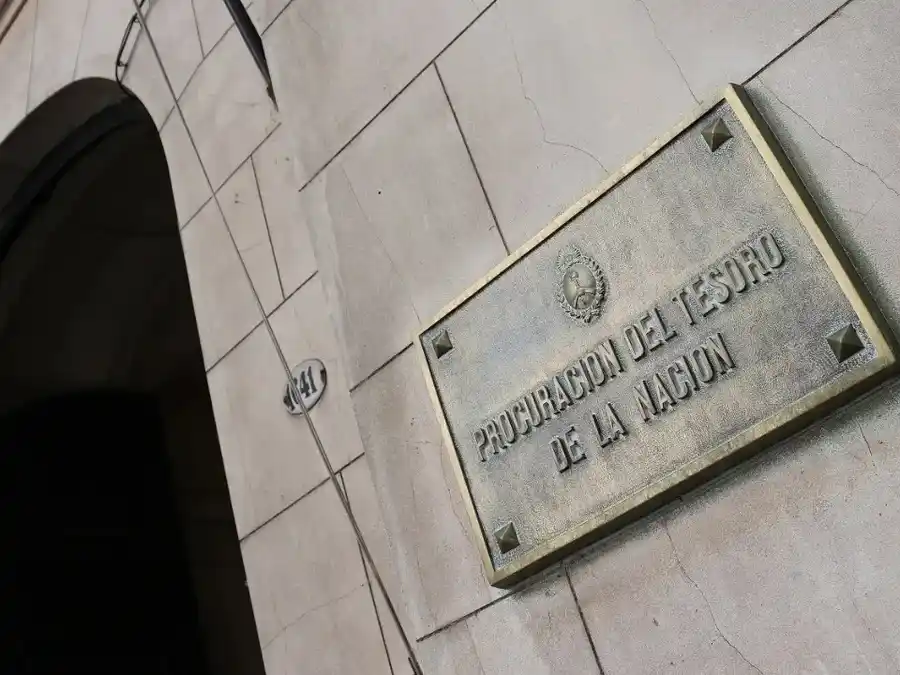 PROCURACION DEL TESORO
DE LA NACION